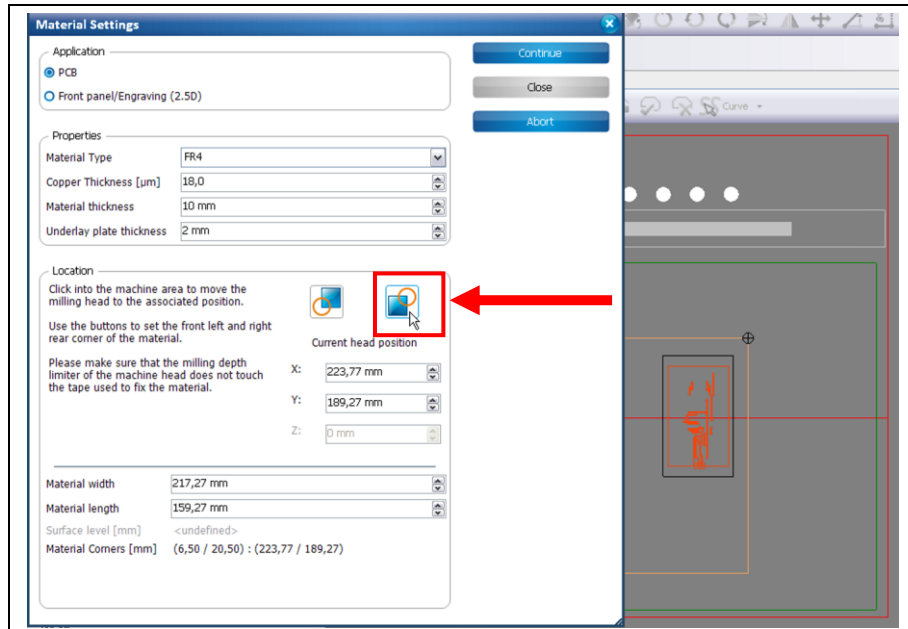 Material Settings
Application
PCB
Front panel/Engraving (2.5D)
Continue
Close
Abort
Curve
Properties
Material Type FR4
Copper Thickness [µm] 18,0
Material thickness 10 mm
Underlay plate thickness 2 mm
Location
Click into the machine area to move the
milling head to the associated position.
Use the buttons to set the front left and right
rear corner of the material.
Please make sure that the milling depth
limiter of the machine head does not touch
the tape used to fix the material.
Current head position
X: 223,77 mm
Y: 189,27 mm
Z: 0 mm
Material width 217,27 mm
Material length 159,27 mm
Surface level [mm] <undefined>
Material Corners [mm] (6,50 / 20,50) : (223,77 / 189,27)